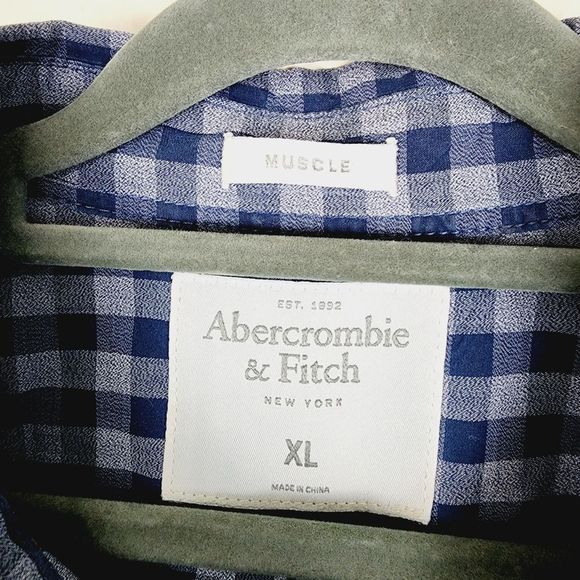 MUSCLE
EST. 1892
Abercrombie
& Fitch
NEW YORK
XL
MADE IN CHINA